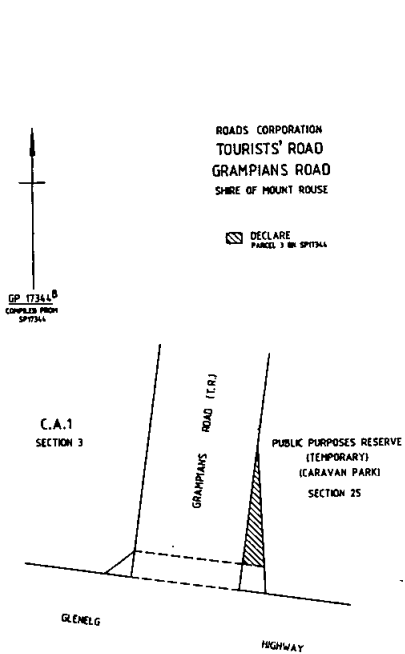 ROADS CORPORATION
TOURISTS' ROAD
GRAMPIANS ROAD
SHIRE OF MOUNT ROUSE
DECLARE
PARCEL 3 ON SP17344
GP 17344B
COMPILED FROM
SP17344
C.A.1
SECTION 3
GRAMPIANS ROAD (T.R.)
PUBLIC PURPOSES RESERVE
(TEMPORARY)
(CARAVAN PARK)
SECTION 25
GLENELG
HIGHWAY